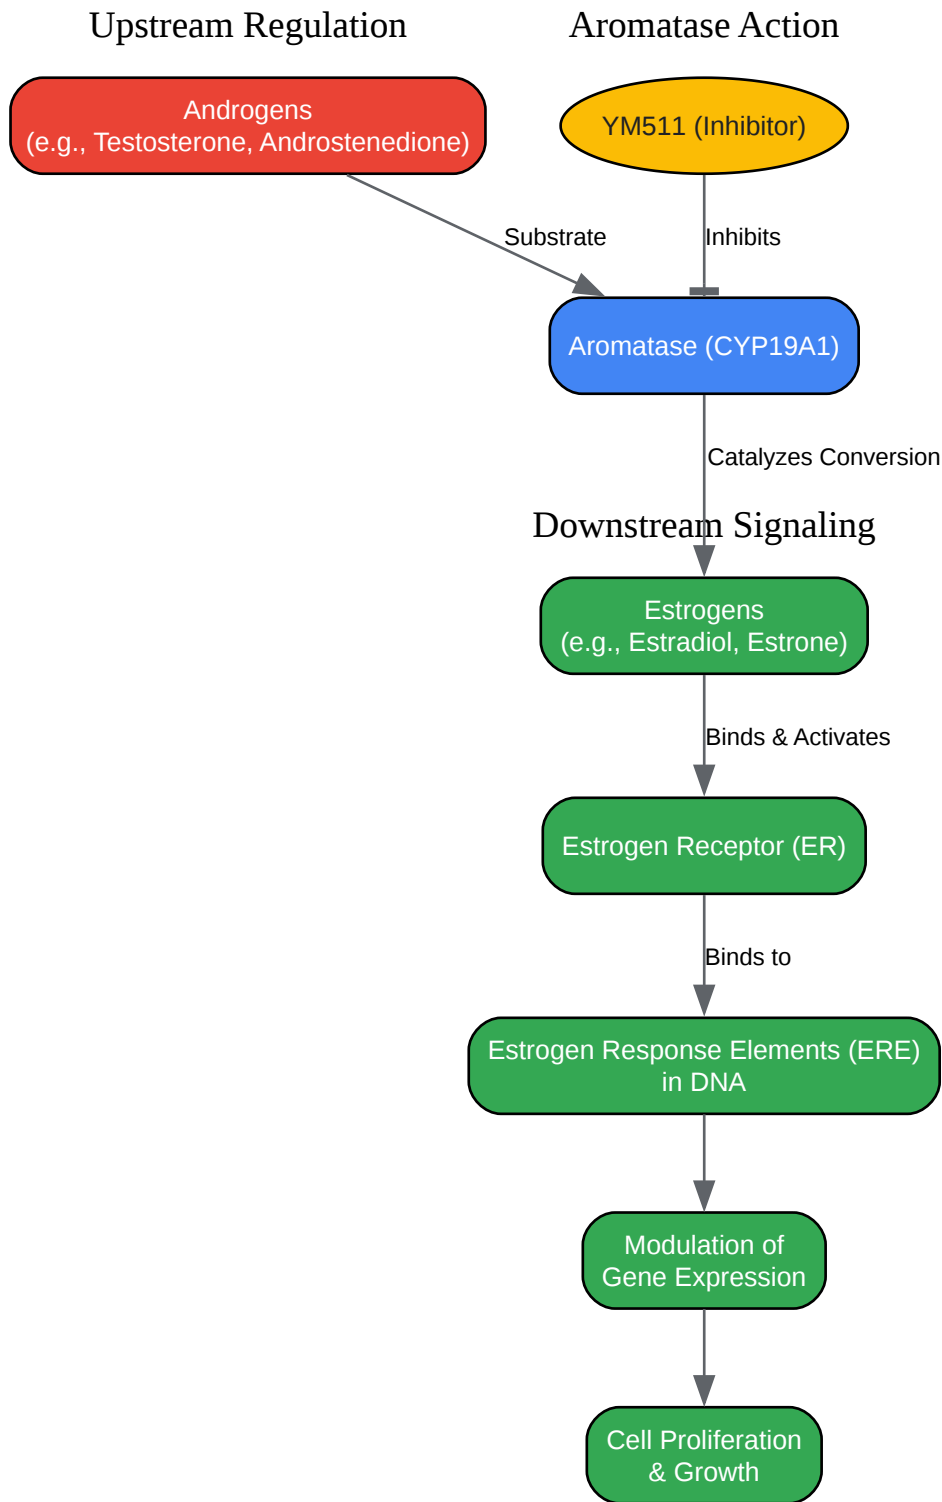 Upstream Regulation
Aromatase Action
Androgens
(e.g., Testosterone, Androstenedione)
YM511 (Inhibitor)
Substrate
Inhibits
Aromatase (CYP19A1)
Catalyzes Conversion
Downstream Signaling
Estrogens
(e.g., Estradiol, Estrone)
Binds & Activates
Estrogen Receptor (ER)
Binds to
Estrogen Response Elements (ERE)
in DNA
Modulation of
Gene Expression
Cell Proliferation
& Growth